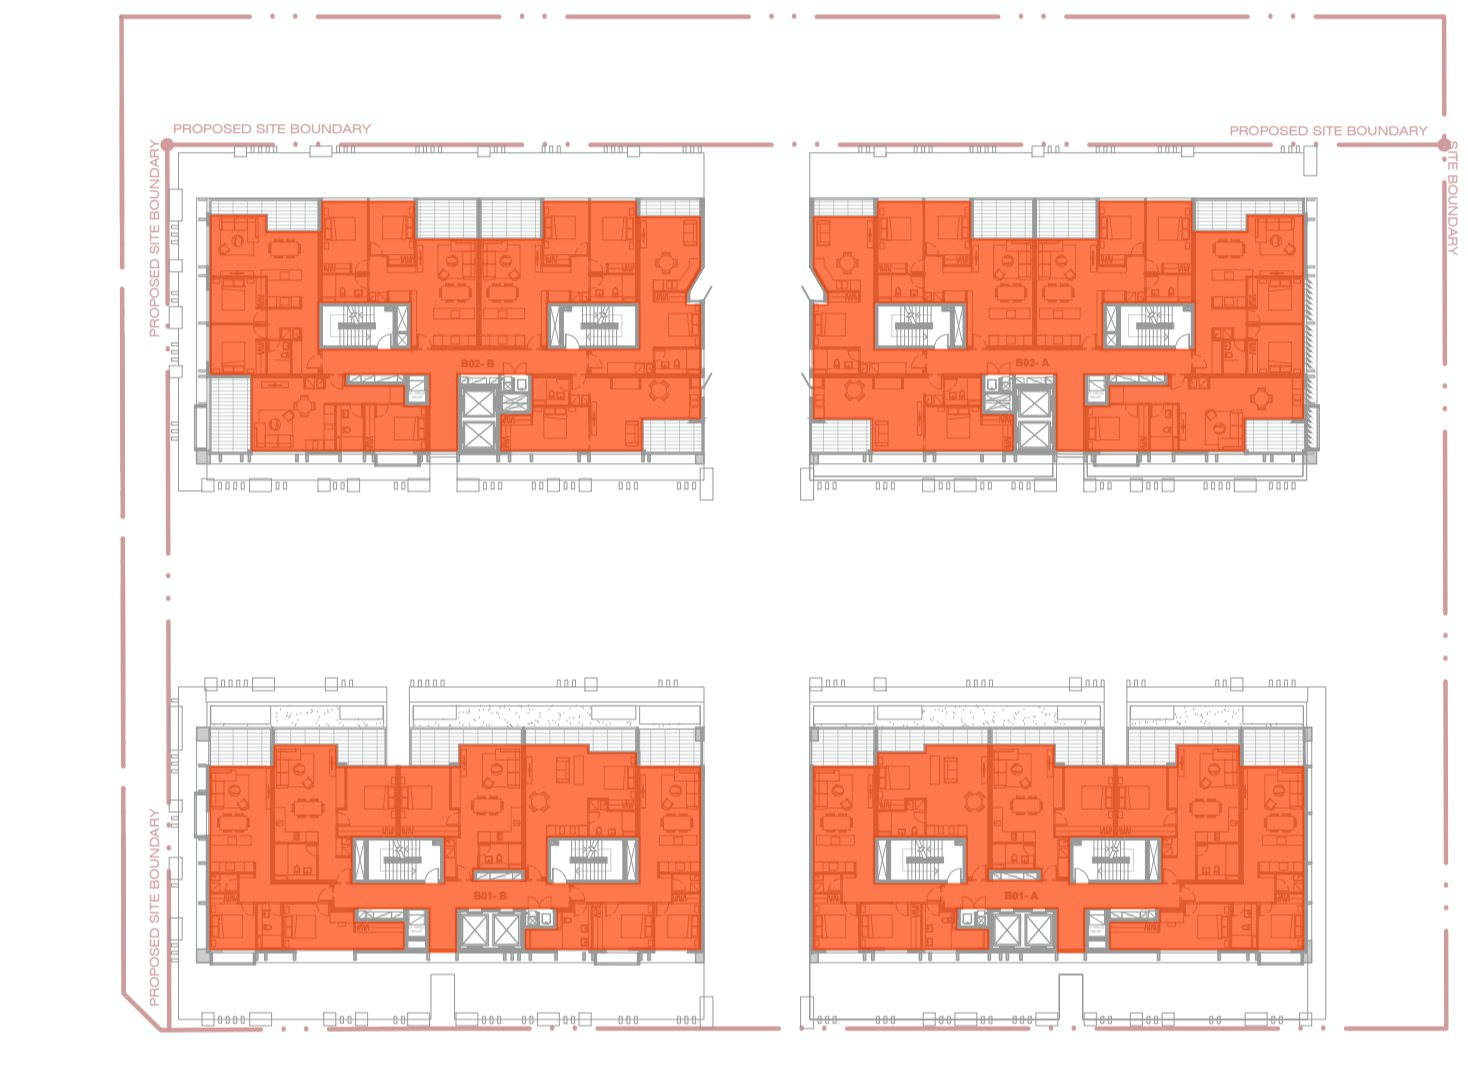 PROPOSED SITE BOUNDARY
PROPOSED SITE BOUNDARY
PROPOSED SITE BOUNDARY
SITE BOUNDARY
B02- B
B02- A
PROPOSED SITE BOUNDARY
B01- B
B01- A